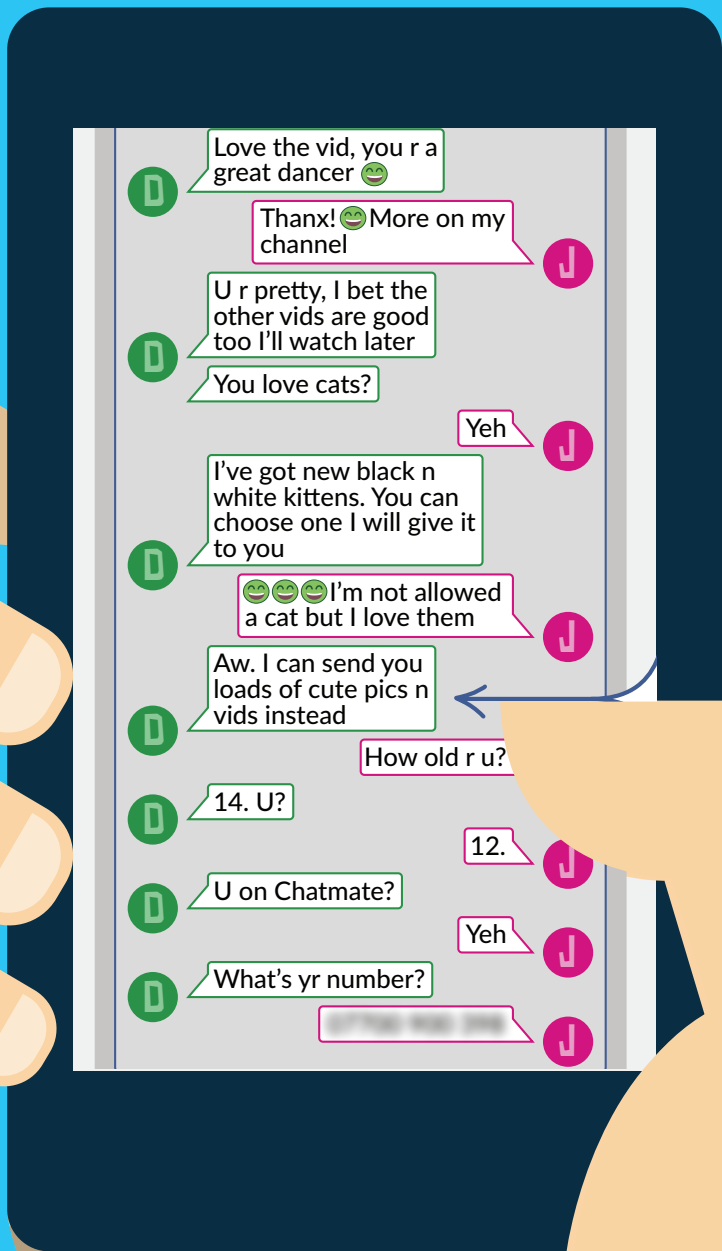 Love the vid, you r a
great dancer
D
Thanx! More on my
channel
J
U r pretty, I bet the
other vids are good
too I'll watch later
D
You love cats?
Yeh
J
I've got new black n
white kittens. You can
choose one I will give it
to you
D
I'm not allowed
a cat but I love them
J
Aw. I can send you
loads of cute pics n
vids instead
D
How old r u?
14. U?
D
12.
J
U on Chatmate?
D
Yeh
J
What's yr number?
D
J